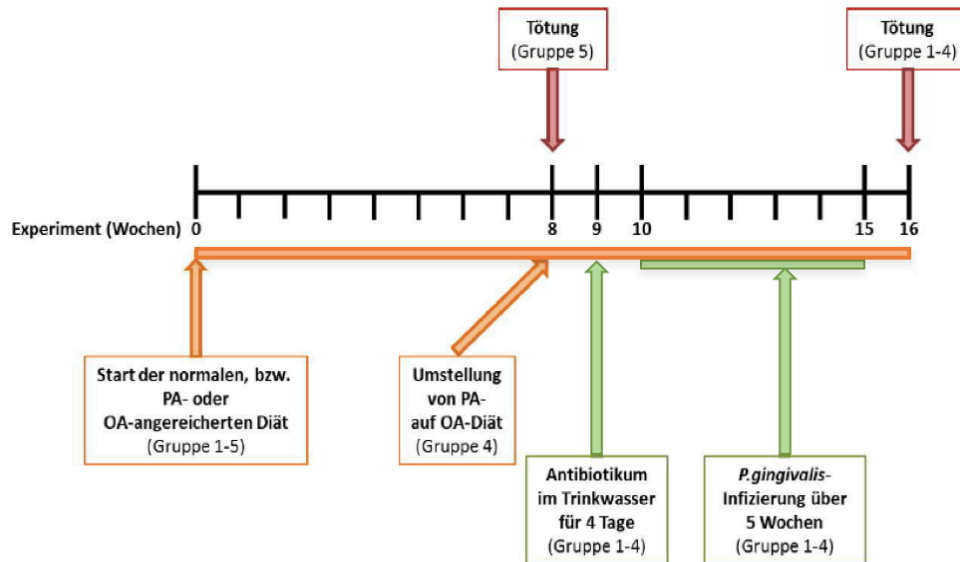 Tötung
(Gruppe 5)
Tötung
(Gruppe 1-4)
Experiment (Wochen) 0 8 9 10 15 16
Start der normalen, bzw.
PA- oder
OA-angereicherten Diät
(Gruppe 1-5)
Umstellung
von PA-
auf OA-Diät
(Gruppe 4)
Antibiotikum
im Trinkwasser
für 4 Tage
(Gruppe 1-4)
P.gingivalis-
Infizierung über
5 Wochen
(Gruppe 1-4)